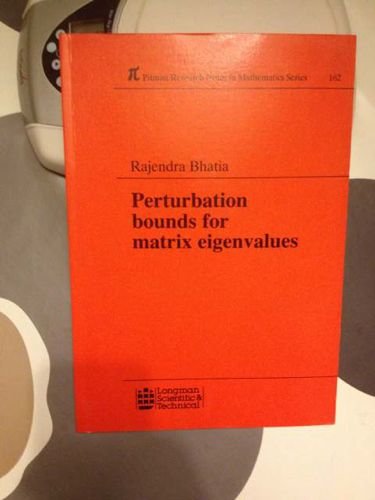 π Pitman Research Notes in Mathematics Series 162
Rajendra Bhatia
Perturbation
bounds for
matrix eigenvalues
Longman
Scientific &
Technical